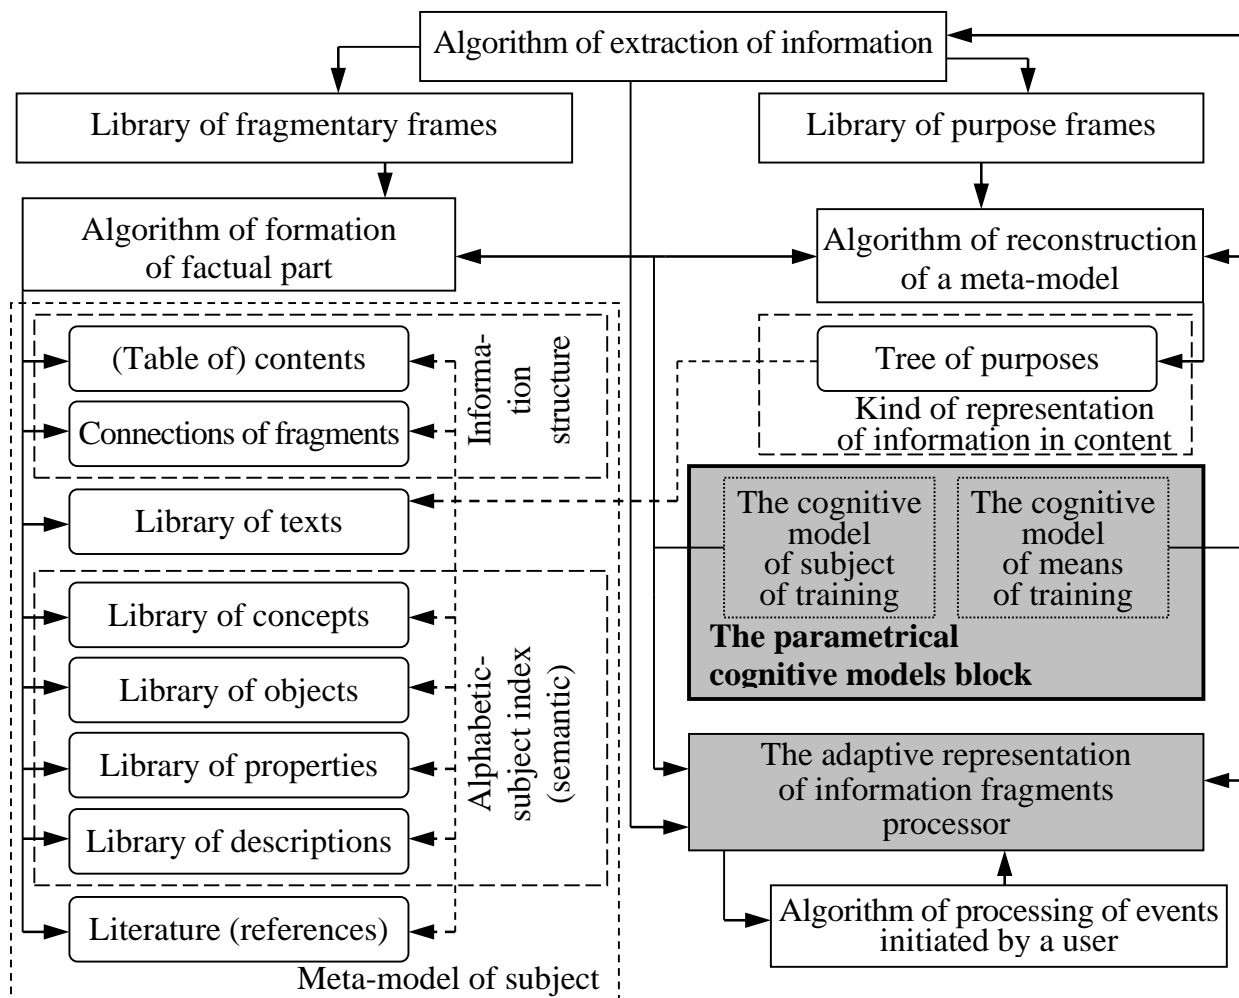 Algorithm of extraction of information
Library of fragmentary frames
Library of purpose frames
Algorithm of formation
of factual part
Algorithm of reconstruction
of a meta-model
(Table of) contents
Connections of fragments
Informa-
tion
structure
Tree of purposes
Kind of representation
of information in content
Library of texts
The cognitive
model
of subject
of training
The cognitive
model
of means
of training
The parametrical
cognitive models block
Library of concepts
Library of objects
Library of properties
Library of descriptions
Alphabetic-
subject index
(semantic)
The adaptive representation
of information fragments
processor
Literature (references)
Algorithm of processing of events
initiated by a user
Meta-model of subject